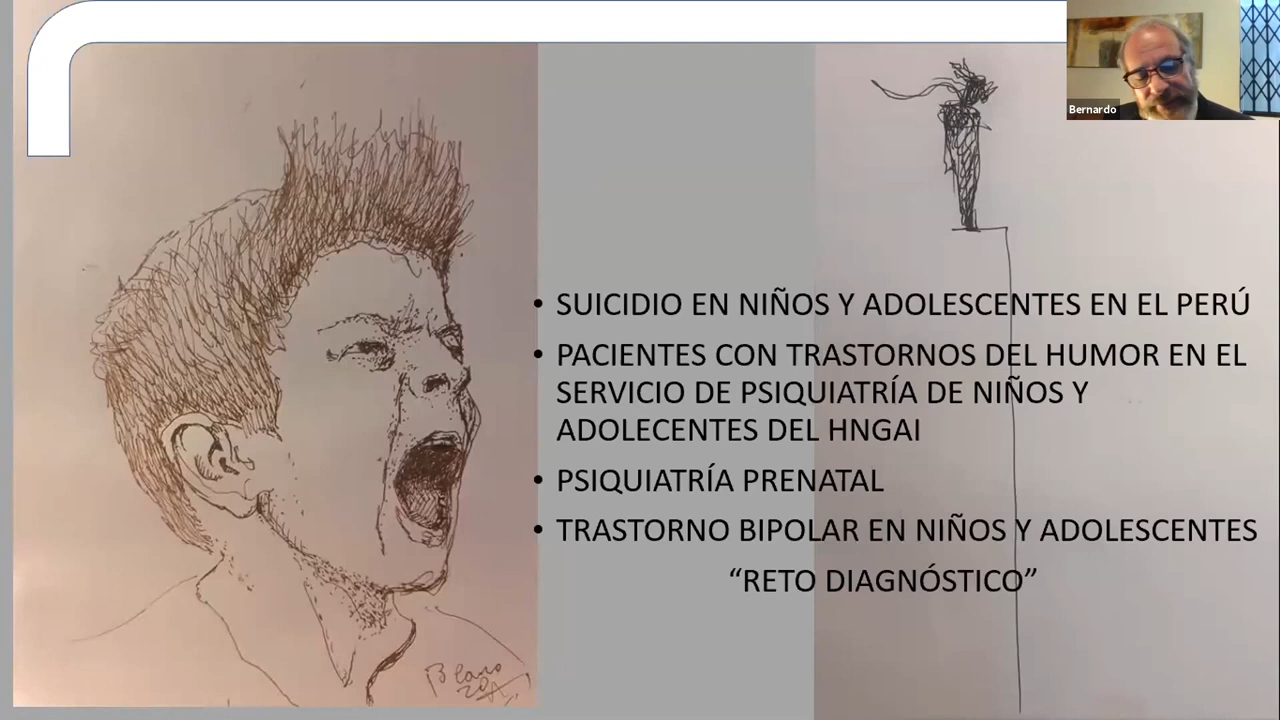 Bernardo
• SUICIDIO EN NIÑOS Y ADOLESCENTES EN EL PERÚ
• PACIENTES CON TRASTORNOS DEL HUMOR EN EL
SERVICIO DE PSIQUIATRÍA DE NIÑOS Y
ADOLECENTES DEL HNGAI
• PSIQUIATRÍA PRENATAL
• TRASTORNO BIPOLAR EN NIÑOS Y ADOLESCENTES
“RETO DIAGNÓSTICO”